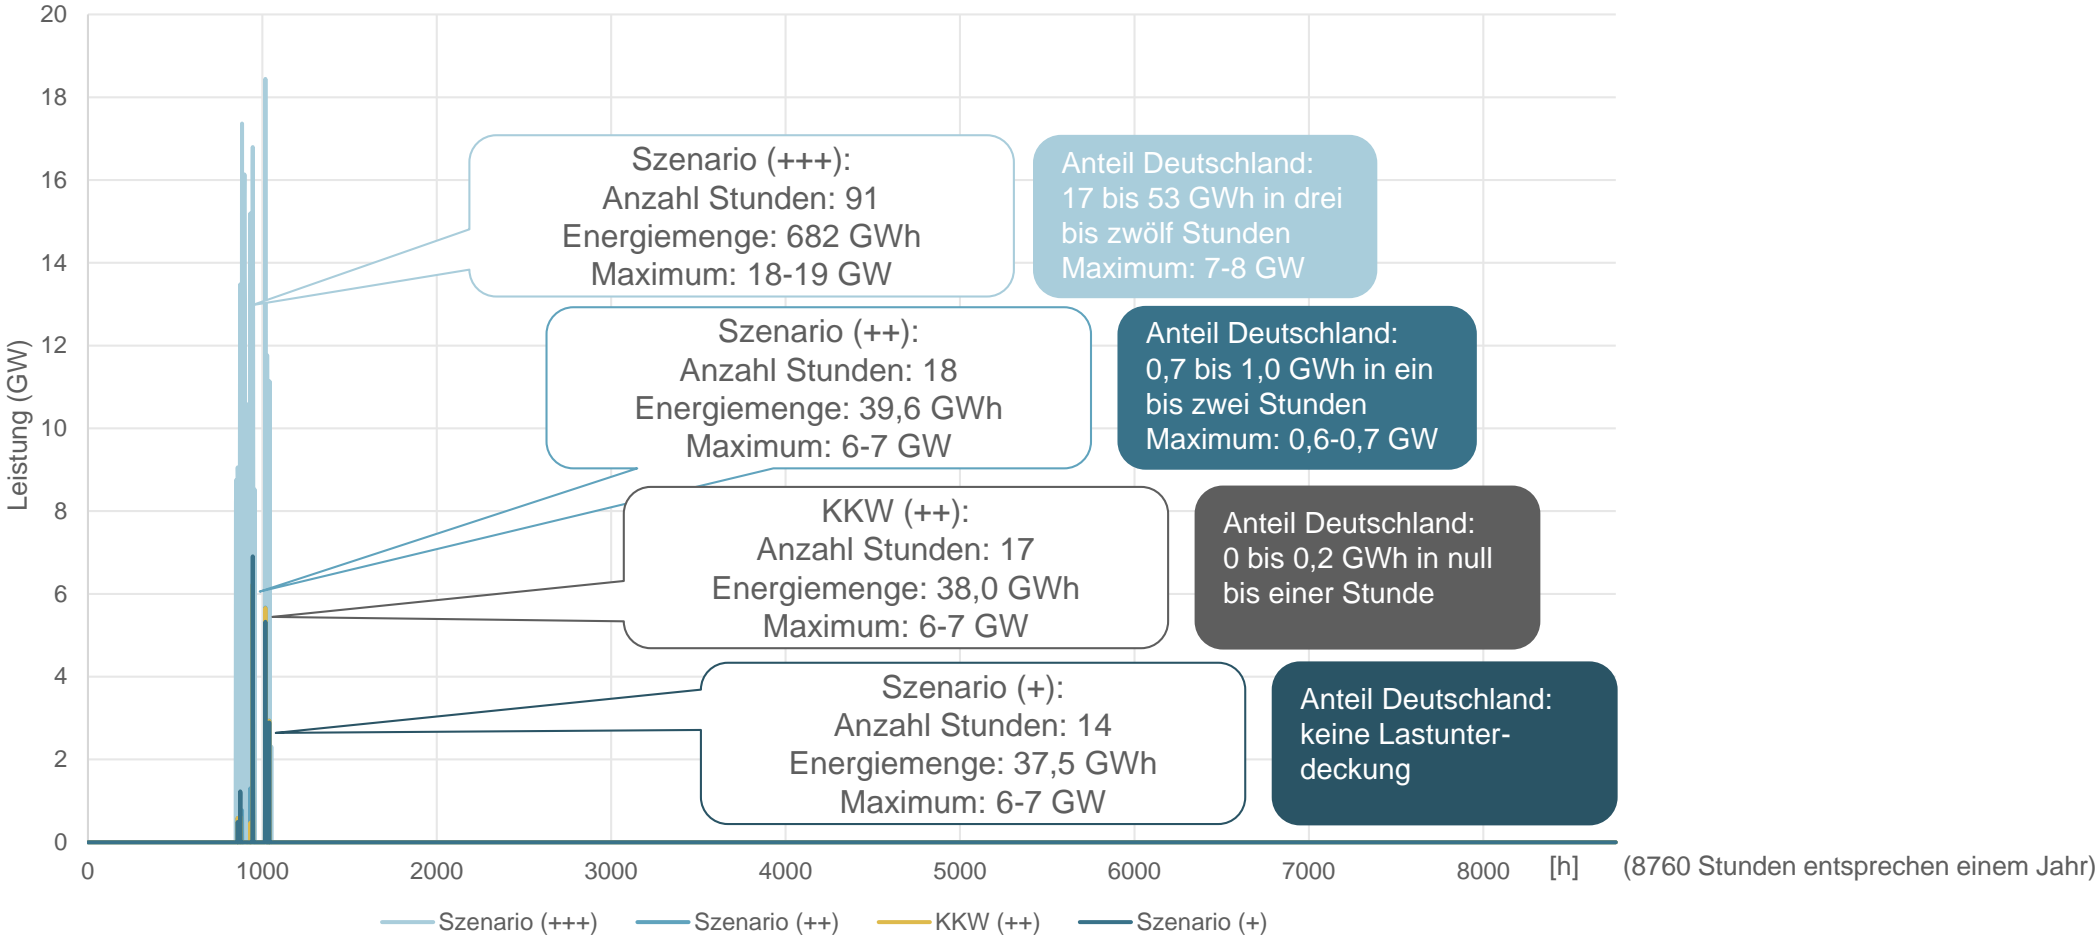 20
18
16
14
12
10
8
6
4
2
0
Leistung (GW)
Szenario (+++):
Anzahl Stunden: 91
Energiemenge: 682 GWh
Maximum: 18-19 GW
Anteil Deutschland:
17 bis 53 GWh in drei
bis zwölf Stunden
Maximum: 7-8 GW
Szenario (++):
Anzahl Stunden: 18
Energiemenge: 39,6 GWh
Maximum: 6-7 GW
Anteil Deutschland:
0,7 bis 1,0 GWh in ein
bis zwei Stunden
Maximum: 0,6-0,7 GW
KKW (++):
Anzahl Stunden: 17
Energiemenge: 38,0 GWh
Maximum: 6-7 GW
Anteil Deutschland:
0 bis 0,2 GWh in null
bis einer Stunde
Szenario (+):
Anzahl Stunden: 14
Energiemenge: 37,5 GWh
Maximum: 6-7 GW
Anteil Deutschland:
keine Lastunter-
deckung
0 1000 2000 3000 4000 5000 6000 7000 8000 [h] (8760 Stunden entsprechen einem Jahr)
Szenario (+++) Szenario (++) KKW (++) Szenario (+)